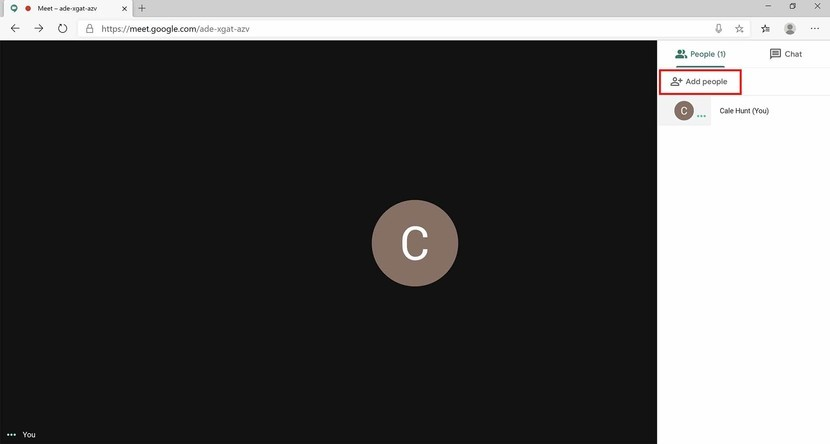 Meet – ade-xgat-azv
https://meet.google.com/ade-xgat-azv
People (1)
Chat
Add people
C
Cale Hunt (You)
C
You